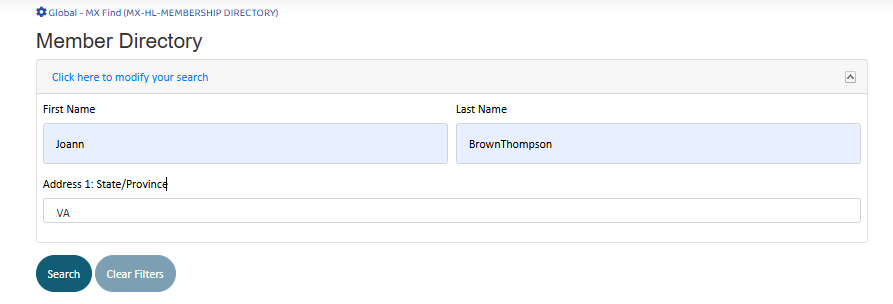 Global - MX Find (MX-HL-MEMBERSHIP DIRECTORY)
Member Directory
Click here to modify your search
First Name Last Name
Joann BrownThompson
Address 1: State/Province
VA
Search Clear Filters